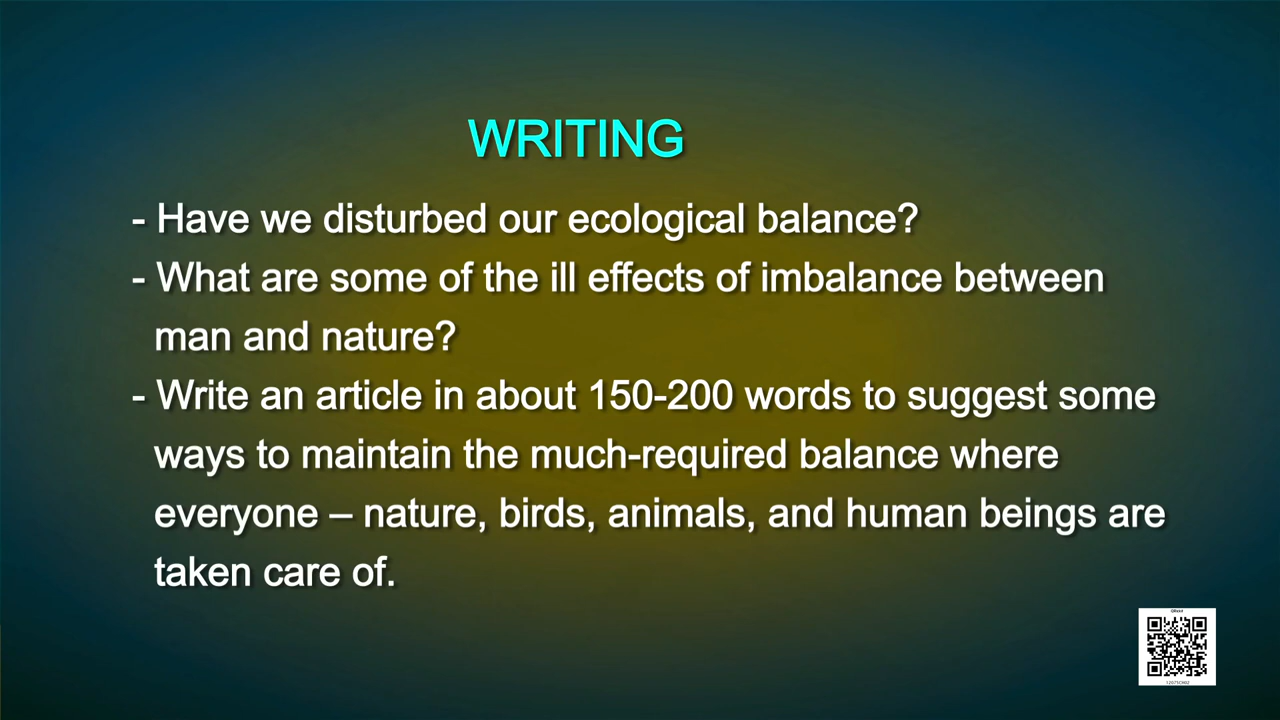 WRITING
- Have we disturbed our ecological balance?
- What are some of the ill effects of imbalance between
man and nature?
- Write an article in about 150-200 words to suggest some
ways to maintain the much-required balance where
everyone – nature, birds, animals, and human beings are
taken care of.